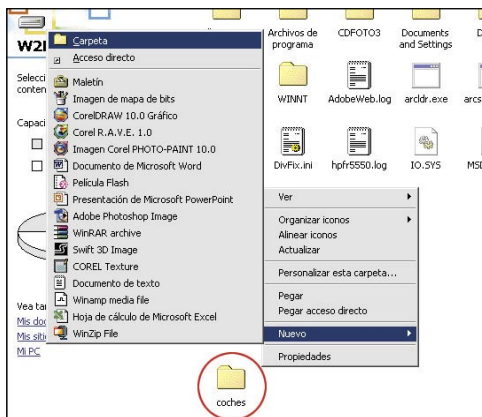 W2
Selecci
conten
Capaci
Vea ta
Mis do
Mis siti
Mi PC
Carpeta
Acceso directo
Maletín
Imagen de mapa de bits
CorelDRAW 10.0 Gráfico
Corel R.A.V.E. 1.0
Imagen Corel PHOTO-PAINT 10.0
Documento de Microsoft Word
Película Flash
Presentación de Microsoft PowerPoint
Adobe Photoshop Image
WinRAR archive
Swift 3D Image
COREL Texture
Documento de texto
Winamp media file
Hoja de cálculo de Microsoft Excel
WinZip File
Archivos de
programa
CDFOTO3
Documents
and Settings
WINNT
AdobeWeb.log
arcldr.exe
arcs
DivFix.ini
hpfr5550.log
IO.SYS
MSD
Ver
Organizar iconos
Alinear iconos
Actualizar
Personalizar esta carpeta...
Pegar
Pegar acceso directo
Nuevo
Propiedades
coches